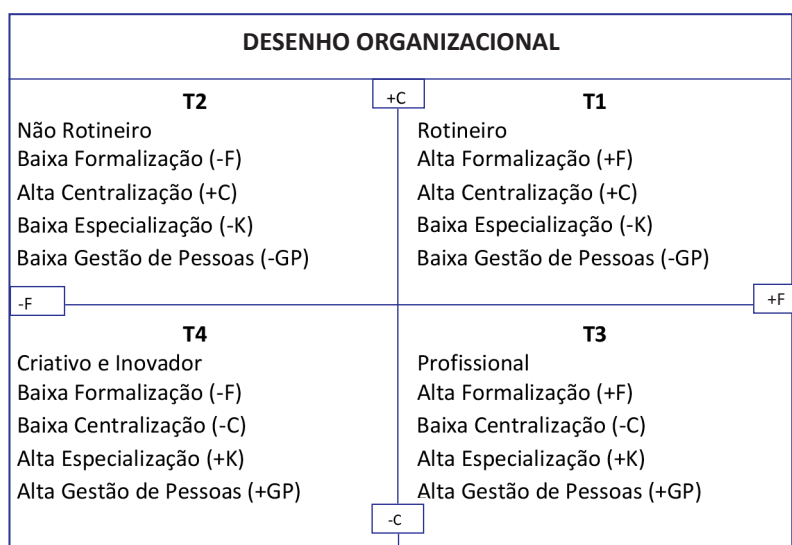 DESENHO ORGANIZACIONAL
+C
T2
Não Rotineiro
Baixa Formalização (-F)
Alta Centralização (+C)
Baixa Especialização (-K)
Baixa Gestão de Pessoas (-GP)
T1
Rotineiro
Alta Formalização (+F)
Alta Centralização (+C)
Baixa Especialização (-K)
Baixa Gestão de Pessoas (-GP)
-F
+F
T4
Criativo e Inovador
Baixa Formalização (-F)
Baixa Centralização (-C)
Alta Especialização (+K)
Alta Gestão de Pessoas (+GP)
T3
Profissional
Alta Formalização (+F)
Baixa Centralização (-C)
Alta Especialização (+K)
Alta Gestão de Pessoas (+GP)
-C